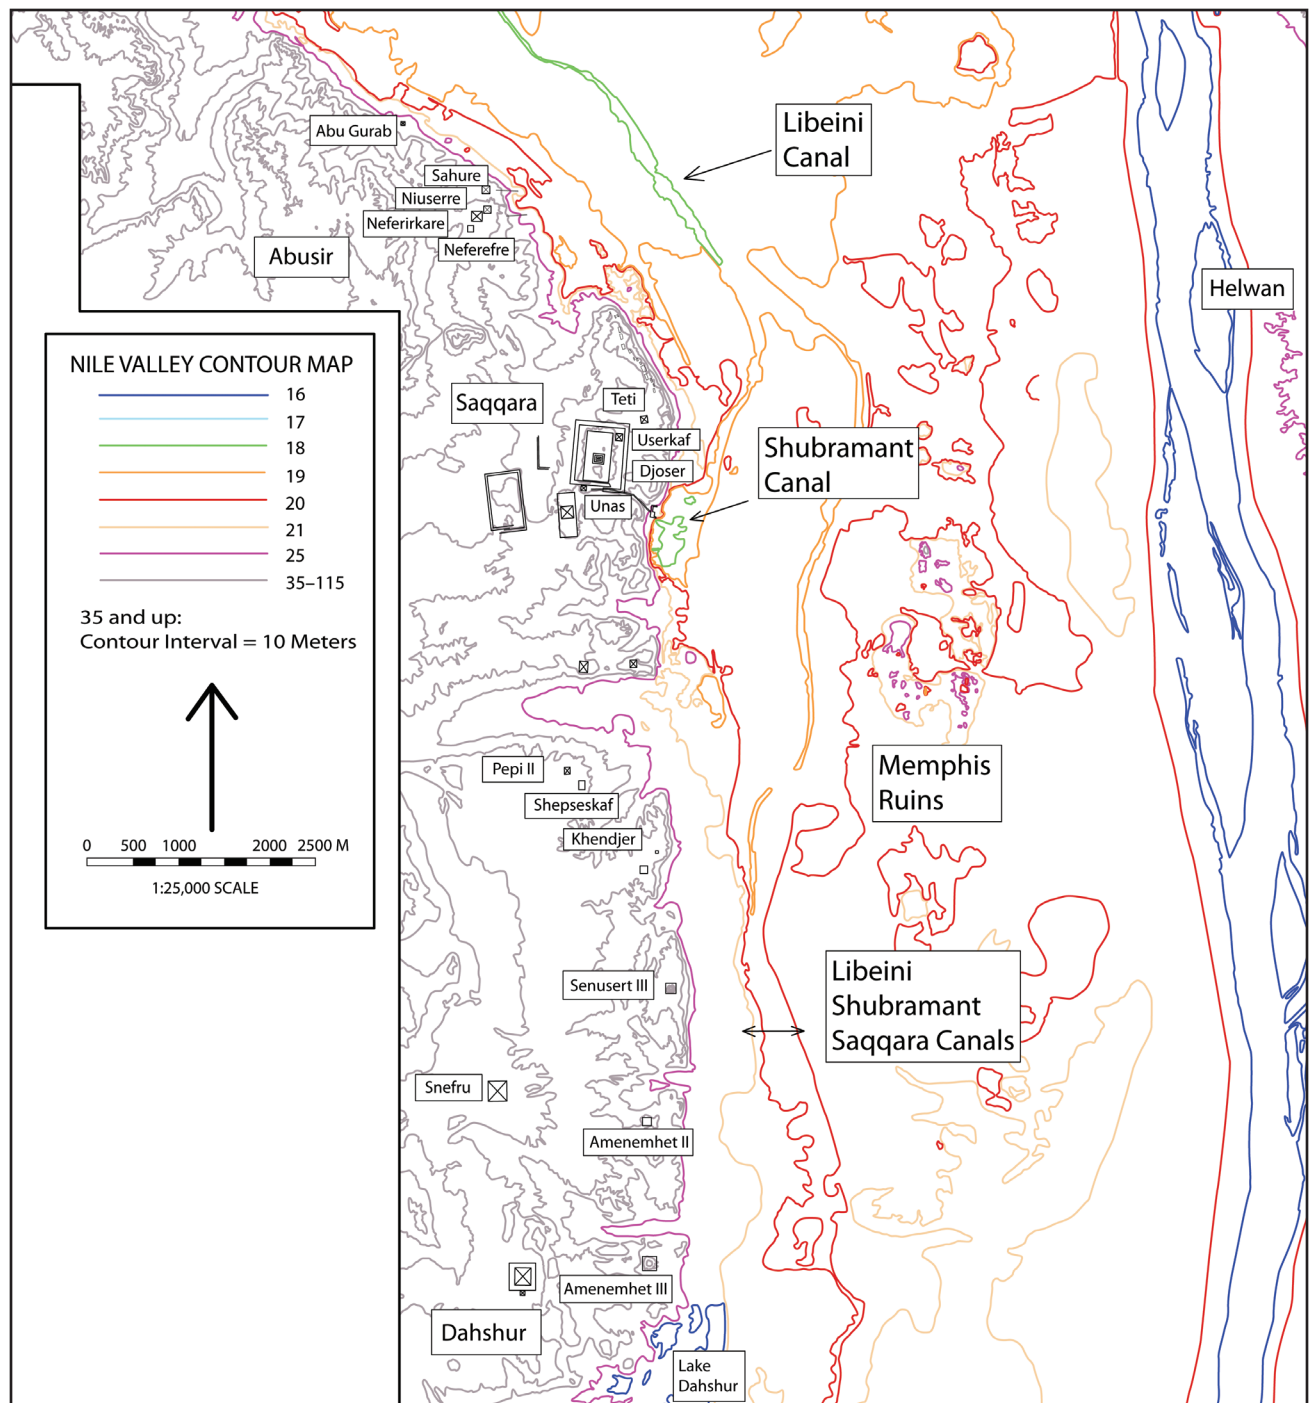 Libeini
Canal
Abu Gurab
Sahure
Niuserre
Neferirkare
Neferefre
Abusir
Helwan
NILE VALLEY CONTOUR MAP
16
17
18
19
20
21
25
35–115
35 and up:
Contour Interval = 10 Meters
0 500 1000 2000 2500 M
1:25,000 SCALE
Saqqara
Teti
Userkaf
Djoser
Unas
Shubramant
Canal
Memphis
Ruins
Pepi II
Shepseskaf
Khendjer
Senusert III
Libeini
Shubramant
Saqqara Canals
Snefru
Amenemhet II
Amenemhet III
Dahshur
Lake
Dahshur